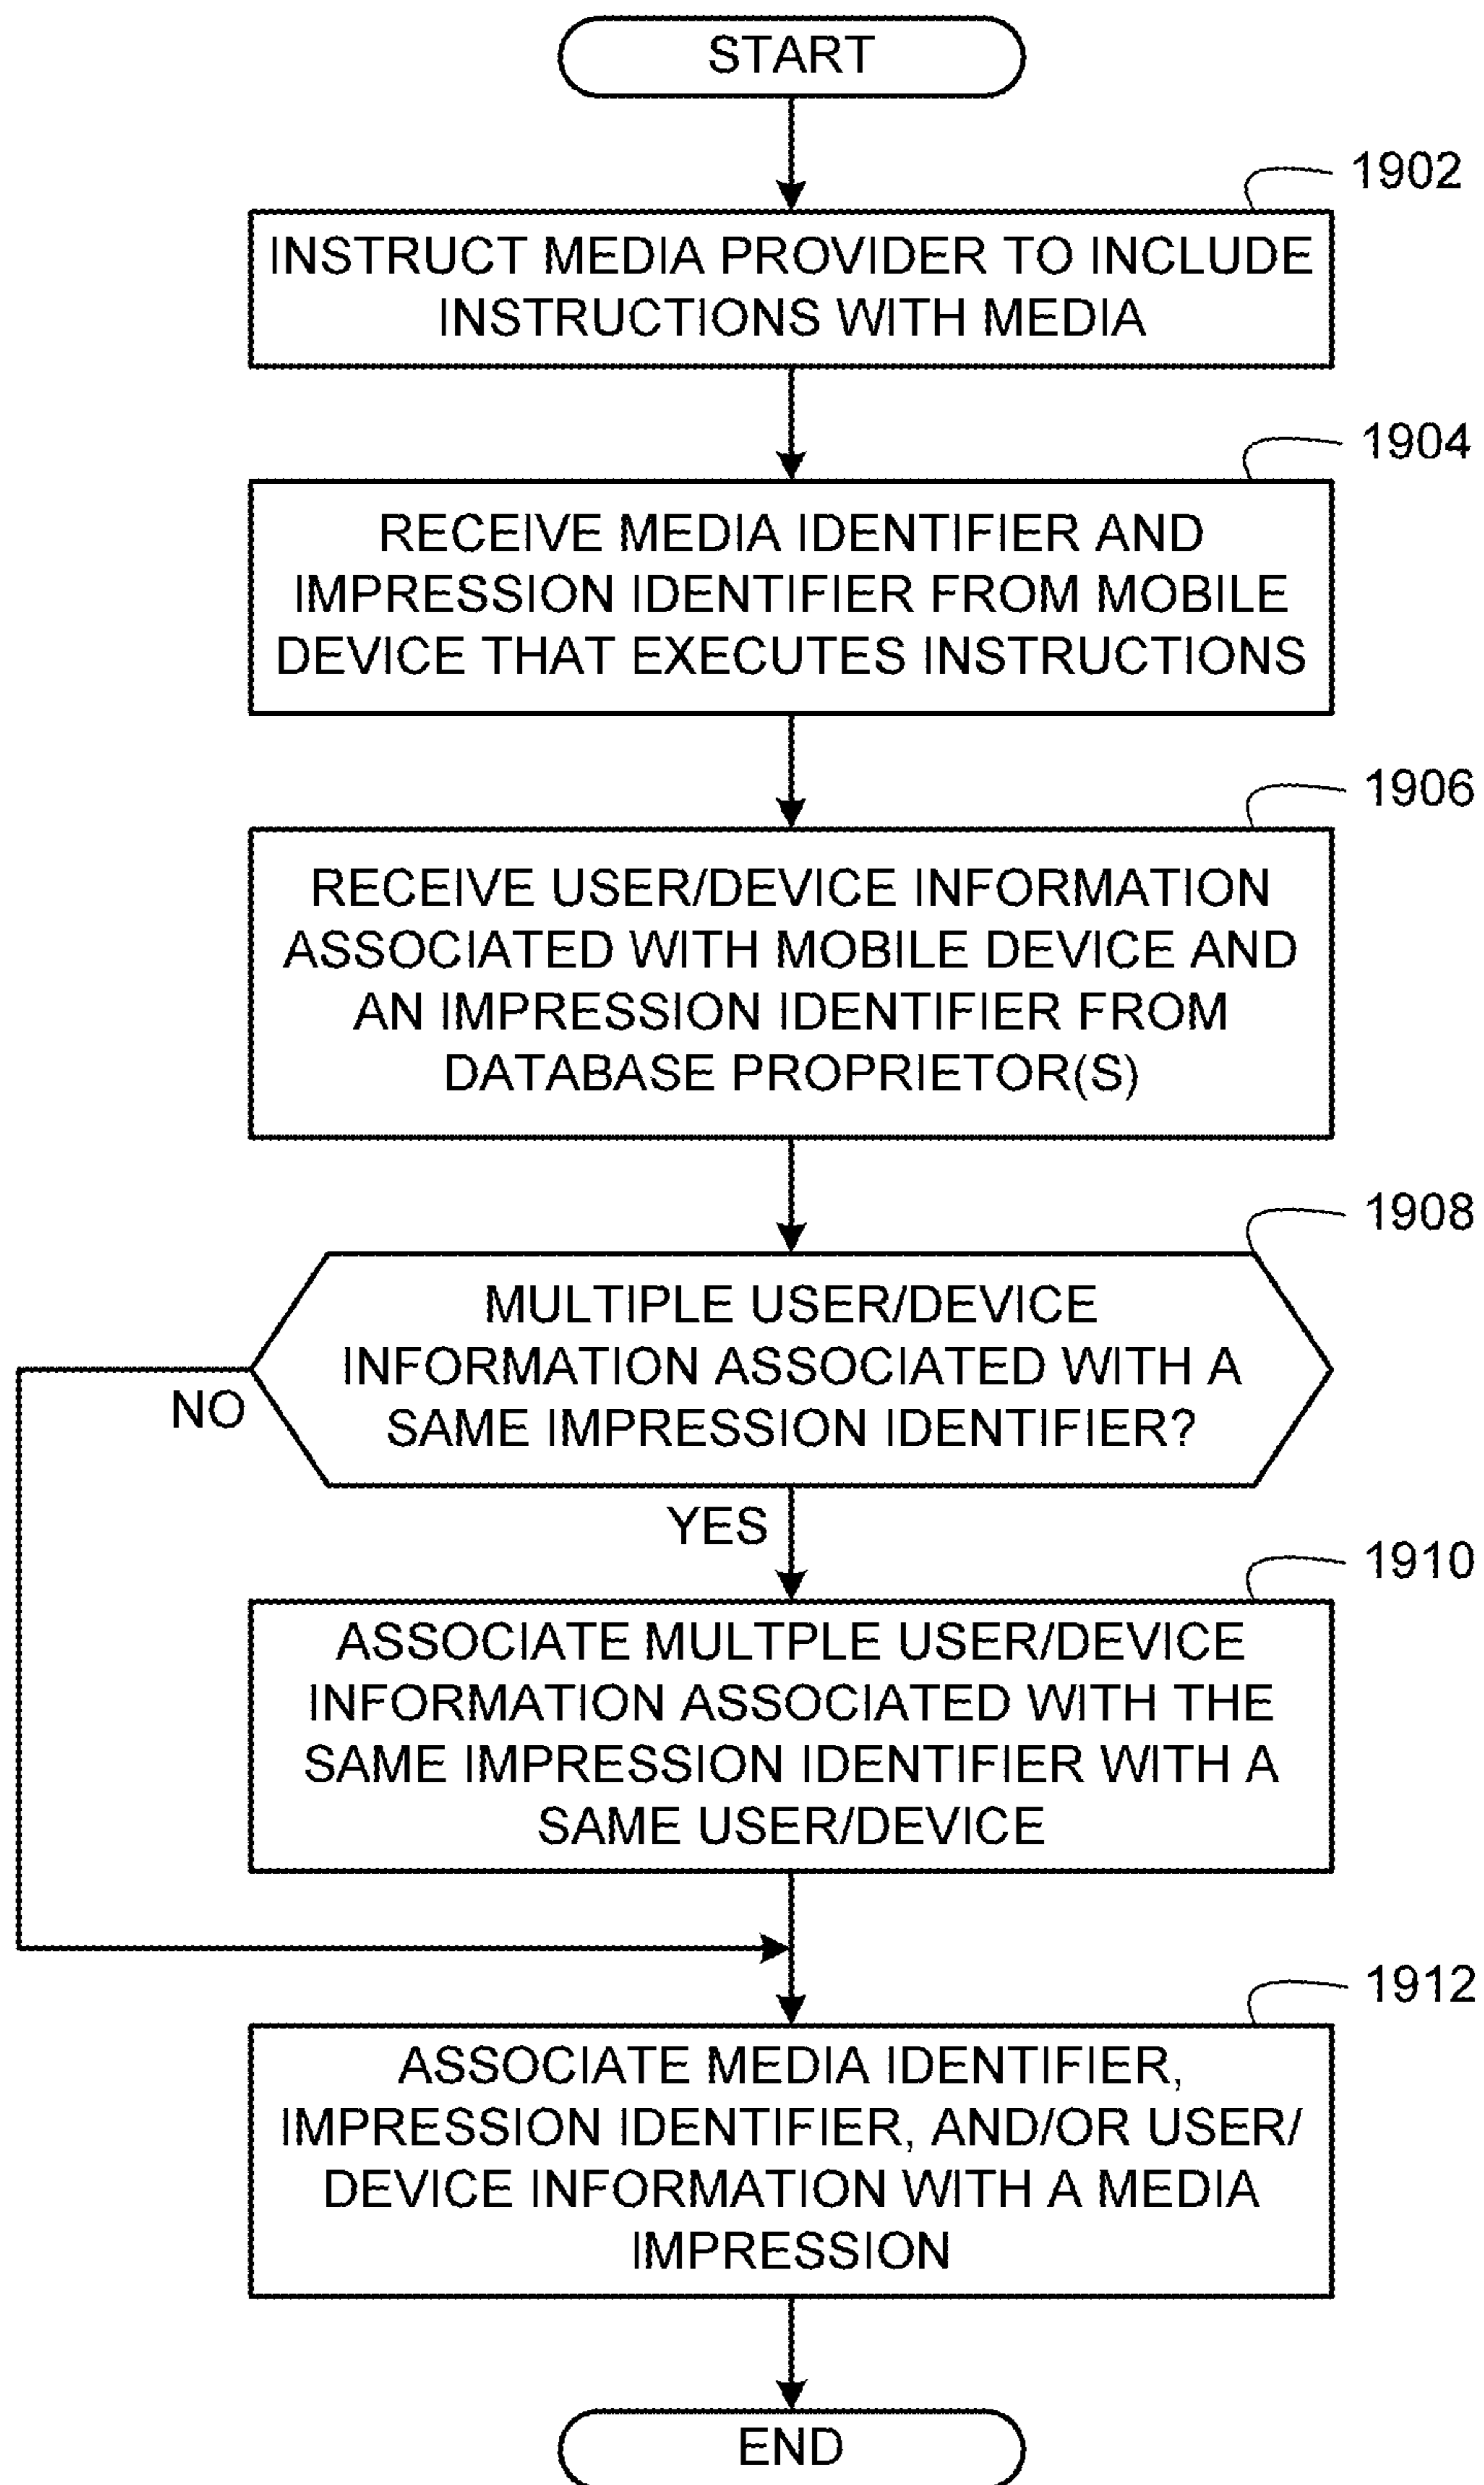 START
1902
INSTRUCT MEDIA PROVIDER TO INCLUDE
INSTRUCTIONS WITH MEDIA
1904
RECEIVE MEDIA IDENTIFIER AND
IMPRESSION IDENTIFIER FROM MOBILE
DEVICE THAT EXECUTES INSTRUCTIONS
1906
RECEIVE USER/DEVICE INFORMATION
ASSOCIATED WITH MOBILE DEVICE AND
AN IMPRESSION IDENTIFIER FROM
DATABASE PROPRIETOR(S)
1908
MULTIPLE USER/DEVICE
INFORMATION ASSOCIATED WITH A
SAME IMPRESSION IDENTIFIER?
NO
YES
1910
ASSOCIATE MULTPLE USER/DEVICE
INFORMATION ASSOCIATED WITH THE
SAME IMPRESSION IDENTIFIER WITH A
SAME USER/DEVICE
1912
ASSOCIATE MEDIA IDENTIFIER,
IMPRESSION IDENTIFIER, AND/OR USER/
DEVICE INFORMATION WITH A MEDIA
IMPRESSION
END